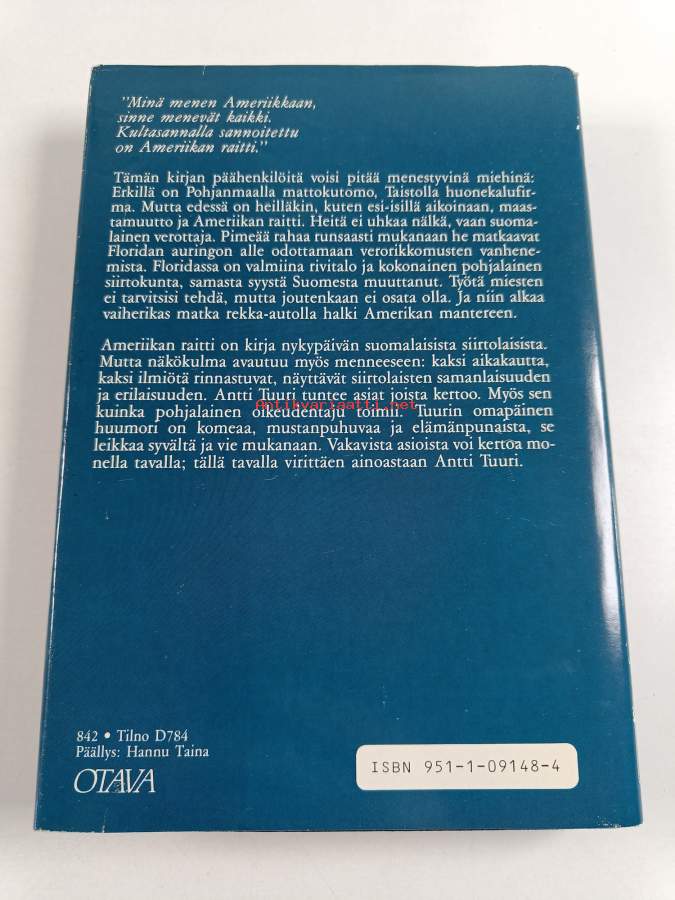 "Minä menen Ameriikkaan,
sinne menevät kaikki.
Kultasannalla sannoitettu
on Ameriikan raitti."
Tämän kirjan päähenkilöitä voisi pitää menestyvinä miehinä:
Erkillä on Pohjanmaalla mattokutomo, Taistolla huonekalufir-
ma. Mutta edessä on heilläkin, kuten esi-isillä aikoinaan, maas-
tamuutto ja Ameriikan raitti. Heitä ei uhkaa nälkä, vaan suoma-
lainen verottaja. Pimeää rahaa runsaasti mukanaan he matkaavat
Floridan auringon alle odottamaan verorikkomusten vanhene-
mista. Floridassa on valmiina rivitalo ja kokonainen pohjalainen
siirtokunta, samasta syystä Suomesta muuttanut. Työtä miesten
ei tarvitsisi tehdä, mutta joutenkaan ei osata olla. Ja niin alkaa
vaiherikas matka rekka-autolla halki Amerikan mantereen.
Ameriikan raitti on kirja nykypäivän suomalaisista siirtolaisista.
Mutta näkökulma avautuu myös menneeseen: kaksi aikakautta,
kaksi ilmiötä rinnastuvat, näyttävät siirtolaisten samanlaisuuden
ja erilaisuuden. Antti Tuuri tuntee asiat joista kertoo. Myös sen
Antikvariaatti.net
kuinka pohjalainen oikeudentaju toimii. Tuurin omapäinen
huumori on komeaa, mustanpuhuvaa ja elämänpunaista, se
leikkaa syvältä ja vie mukanaan. Vakavista asioista voi kertoa mo-
nella tavalla; tällä tavalla virittäen ainoastaan Antti Tuuri.
842 • Tilno D784
Päällys: Hannu Taina
OTAVA
ISBN 951-1-09148-4